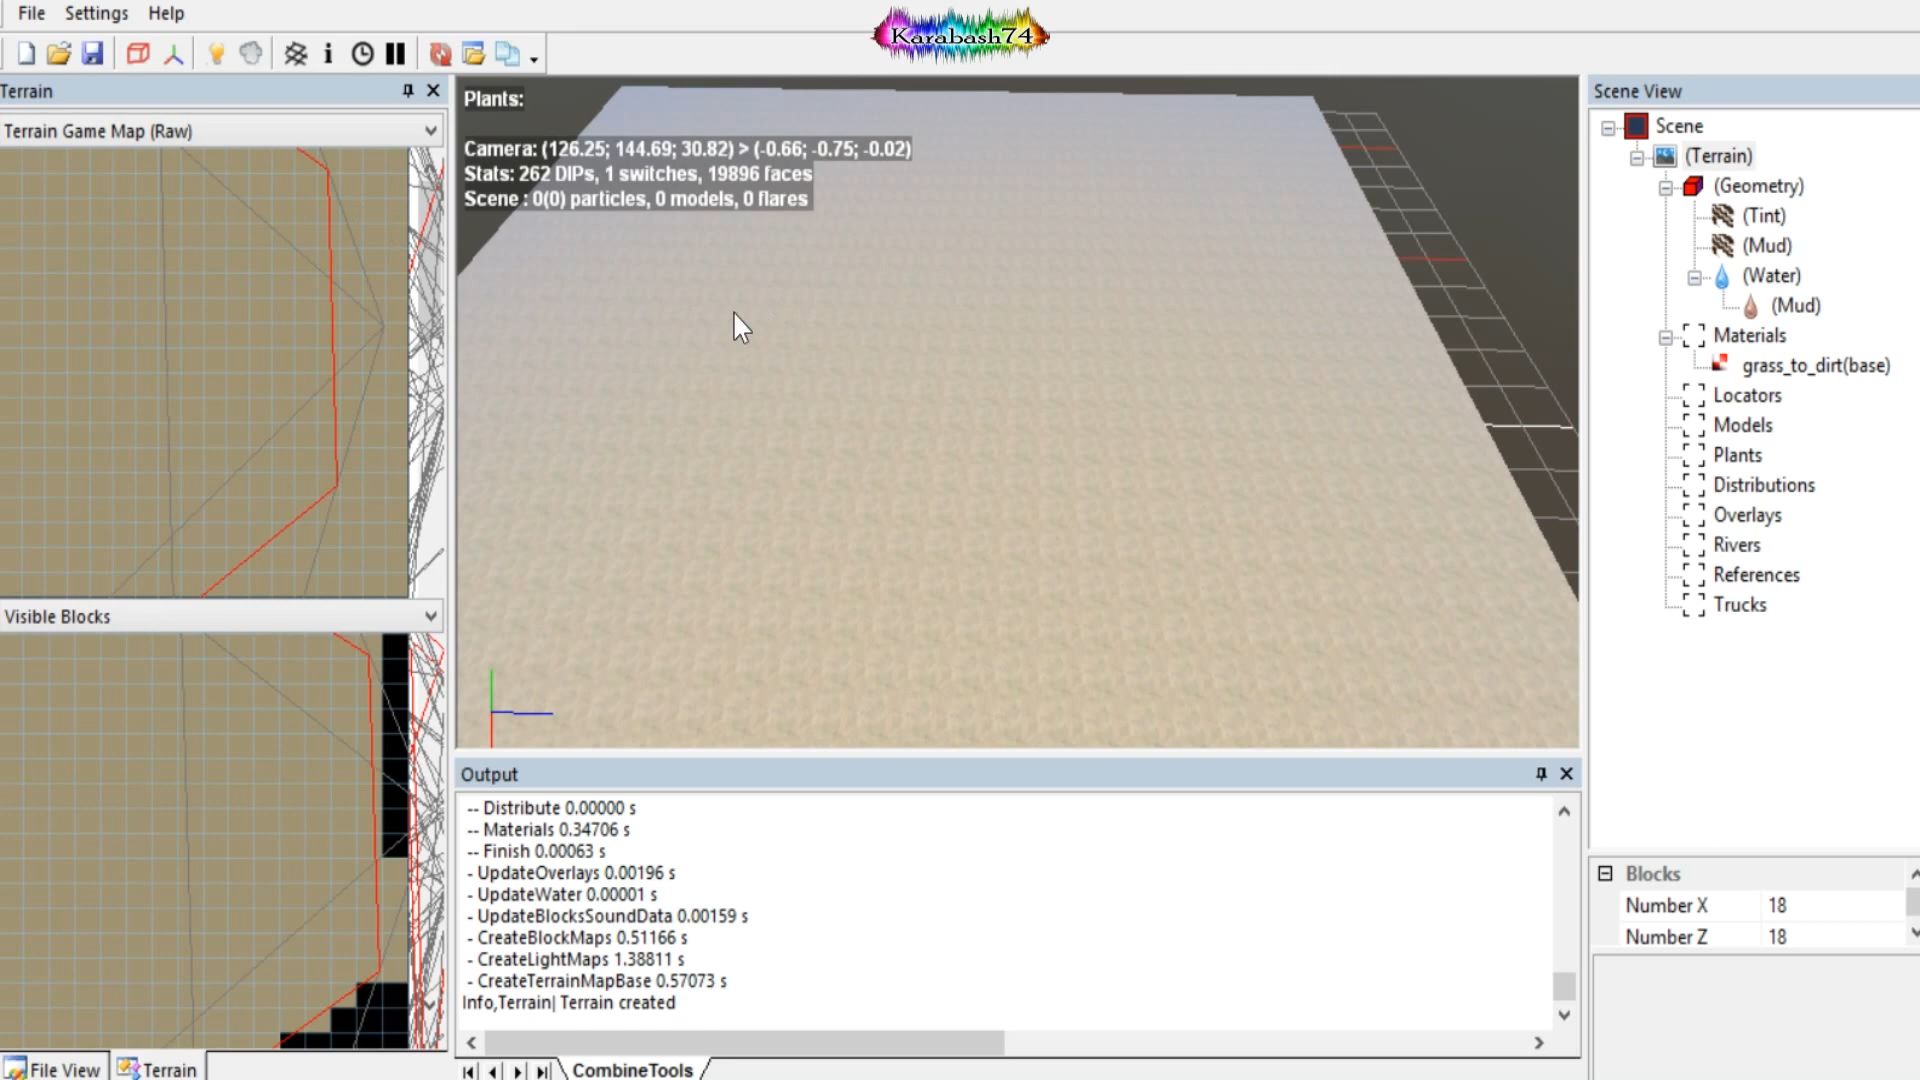 File Settings Help
Karabash74
Terrain
Terrain Game Map (Raw)
Visible Blocks
File View
Terrain
Plants:
Camera: (126.25; 144.69; 30.82) > (-0.66; -0.75; -0.02)
Stats: 262 DIPs, 1 switches, 19896 faces
Scene : 0(0) particles, 0 models, 0 flares
Output
-- Distribute 0.00000 s
-- Materials 0.34706 s
-- Finish 0.00063 s
- UpdateOverlays 0.00196 s
- UpdateWater 0.00001 s
- UpdateBlocksSoundData 0.00159 s
- CreateBlockMaps 0.51166 s
- CreateLightMaps 1.38811 s
- CreateTerrainMapBase 0.57073 s
Info,Terrain| Terrain created
CombineTools
Scene View
Scene
(Terrain)
(Geometry)
(Tint)
(Mud)
(Water)
(Mud)
Materials
grass_to_dirt(base)
Locators
Models
Plants
Distributions
Overlays
Rivers
References
Trucks
Blocks
Number X 18
Number Z 18